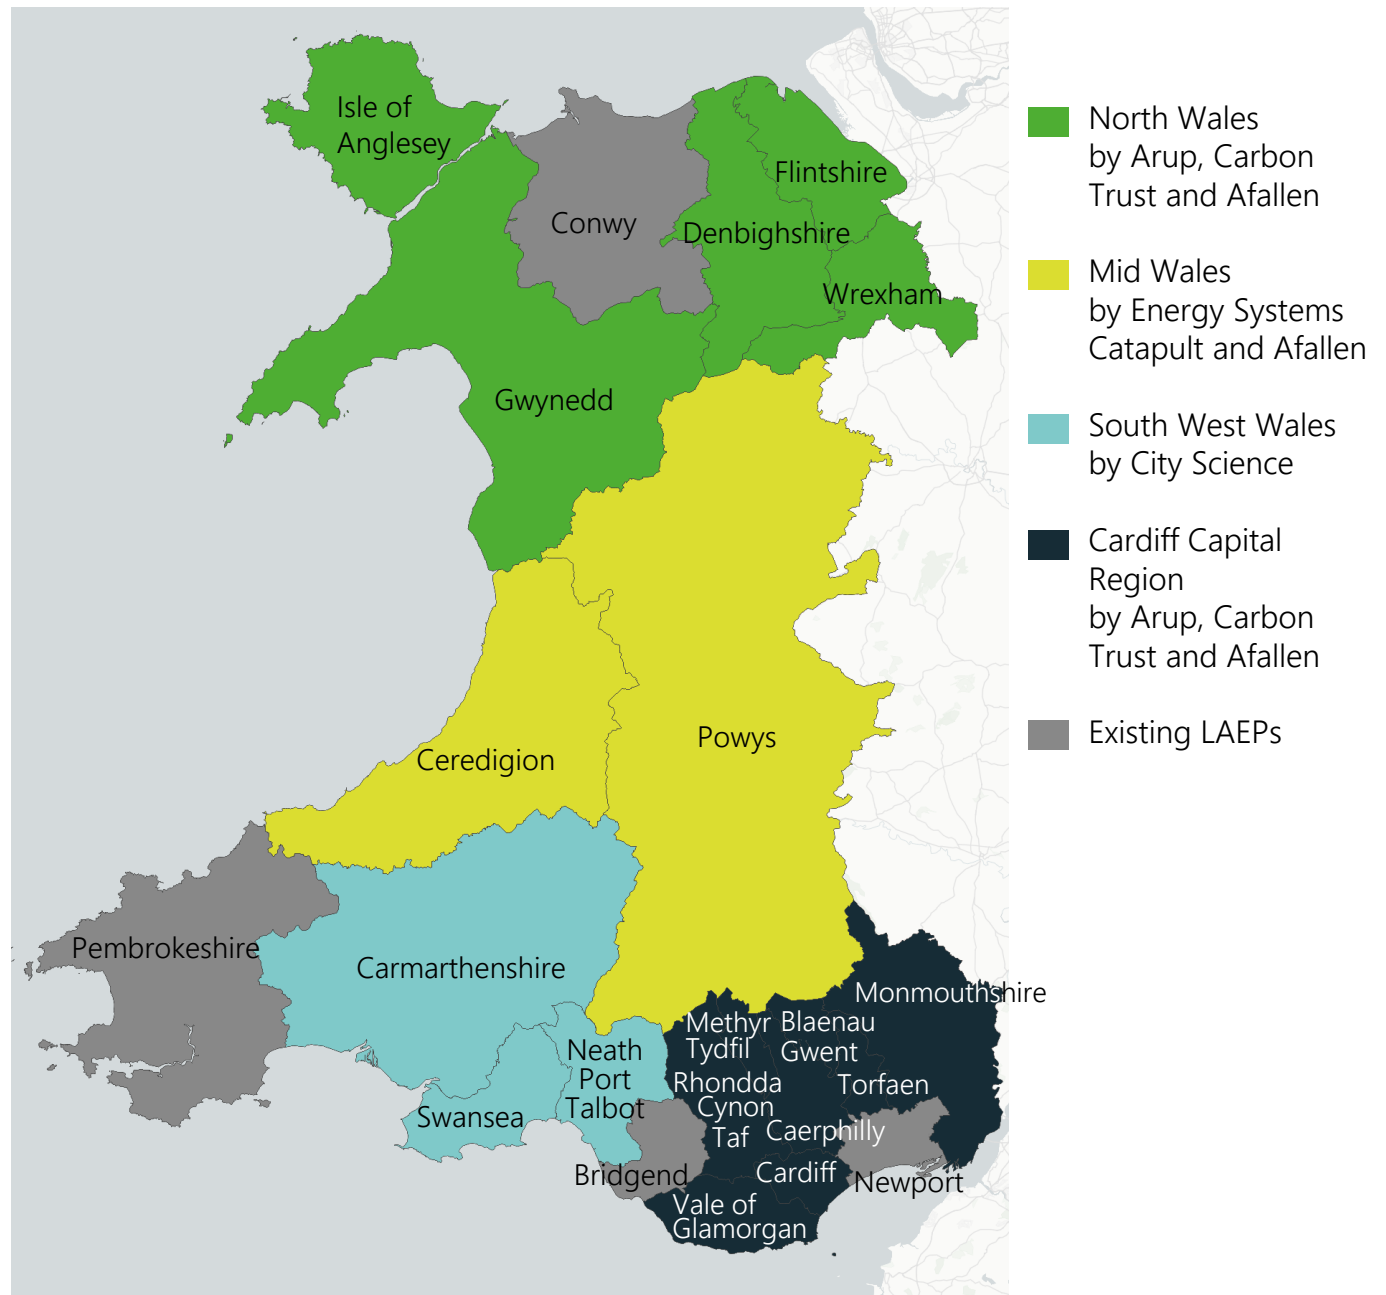 Isle of
Anglesey
Flintshire
Conwy
Denbighshire
Wrexham
Gwynedd
Ceredigion
Powys
Pembrokeshire
Carmarthenshire
Monmouthshire
Methyr
Tydfil
Blaenau
Gwent
Neath
Port
Talbot
Rhondda
Cynon
Taf
Torfaen
Swansea
Caerphilly
Bridgend
Cardiff
Newport
Vale of
Glamorgan
North Wales
by Arup, Carbon
Trust and Afallen
Mid Wales
by Energy Systems
Catapult and Afallen
South West Wales
by City Science
Cardiff Capital
Region
by Arup, Carbon
Trust and Afallen
Existing LAEPs